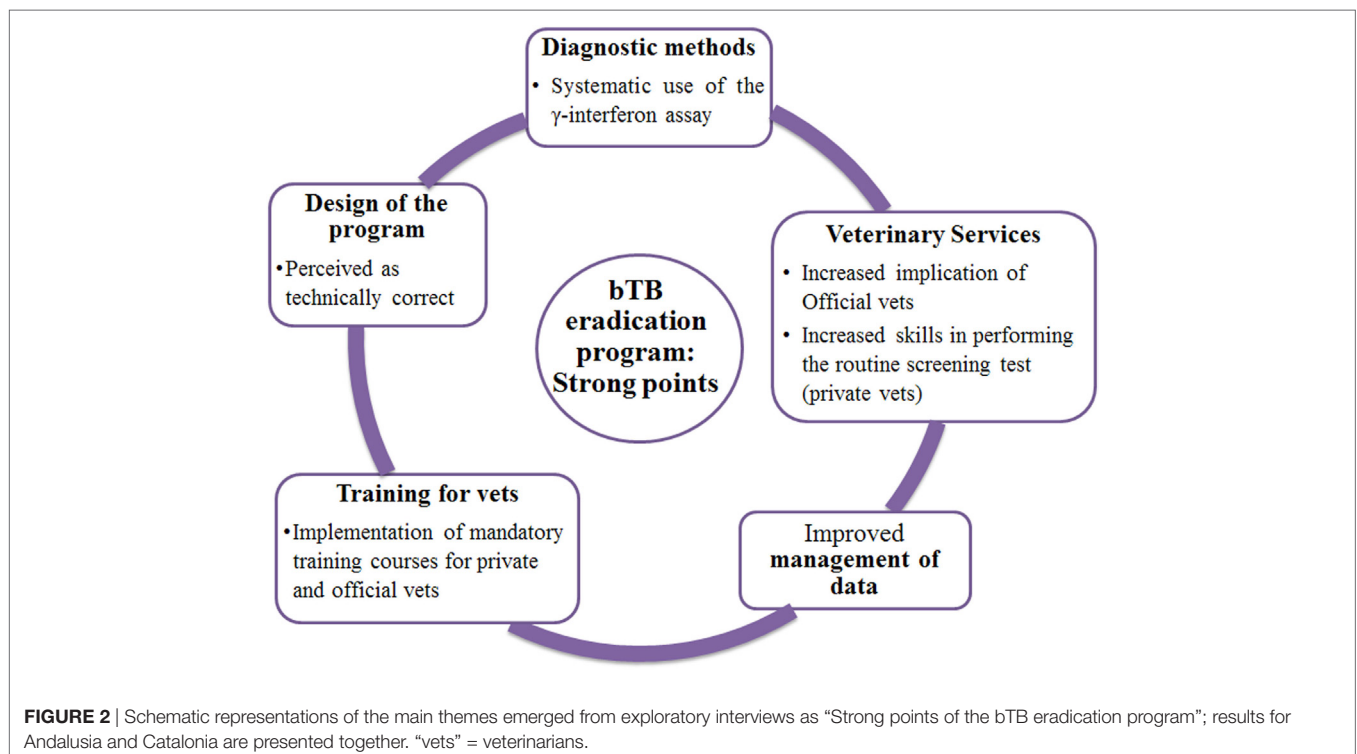 Diagnostic methods
• Systematic use of the
γ-interferon assay
Design of the
program
•Perceived as
technically correct
Veterinary Services
• Increased implication of
Official vets
• Increased skills in performing
the routine screening test
(private vets)
bTB
eradication
program:
Strong points
Training for vets
•Implementation of mandatory
training courses for private
and official vets
Improved
management of
data
FIGURE 2 | Schematic representations of the main themes emerged from exploratory interviews as “Strong points of the bTB eradication program”; results for
Andalusia and Catalonia are presented together. “vets” = veterinarians.